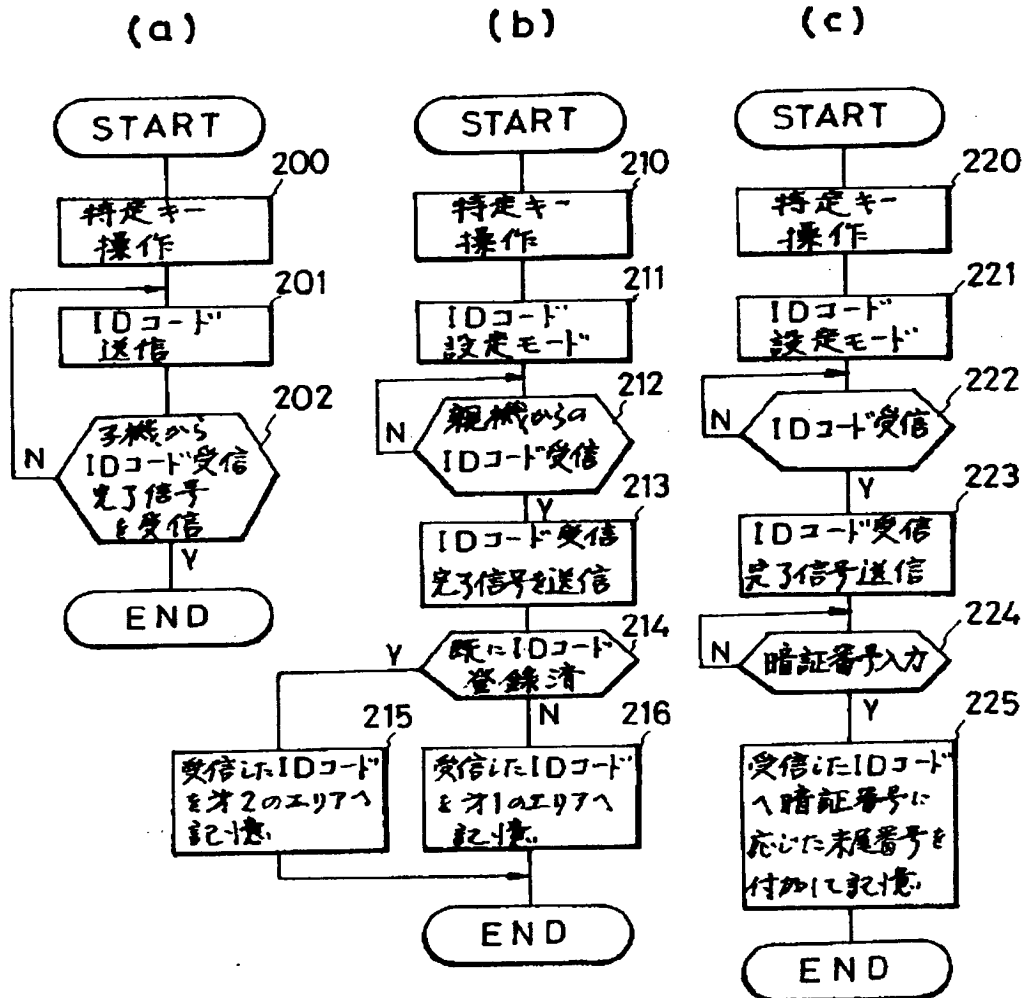 (a)
START
200
特定キー
操作
201
IDコード
送信
202
子機から
IDコード受信
完了信号
を受信
N
Y
END
(b)
START
210
特定キー
操作
211
IDコード
設定モード
212
親機からの
IDコード受信
N
Y
213
IDコード受信
完了信号を送信
214
既にIDコード
登録済
Y
N
215
受信したIDコード
を才2のエリアへ
記憶
216
受信したIDコード
を才1のエリアへ
記憶
END
(c)
START
220
特定キー
操作
221
IDコード
設定モード
222
IDコード受信
N
Y
223
IDコード受信
完了信号送信
224
暗証番号入力
N
Y
225
受信したIDコード
へ暗証番号に
応じた末尾番号を
付加して記憶
END